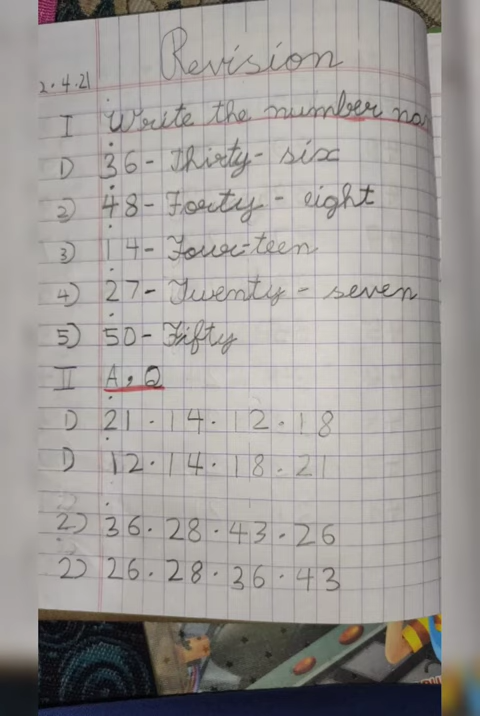 Revision
2.4.21
I Write the number na
1) 36 - Thirty - six
2) 48 - Forty - eight
3) 14 - Four-teen
4) 27 - Twenty - seven
5) 50 - Fifty
II A.O
1) 21 . 14 . 12 . 18
1) 12 . 14 . 18 . 21
2) 36 . 28 . 43 . 26
2) 26 . 28 . 36 . 43